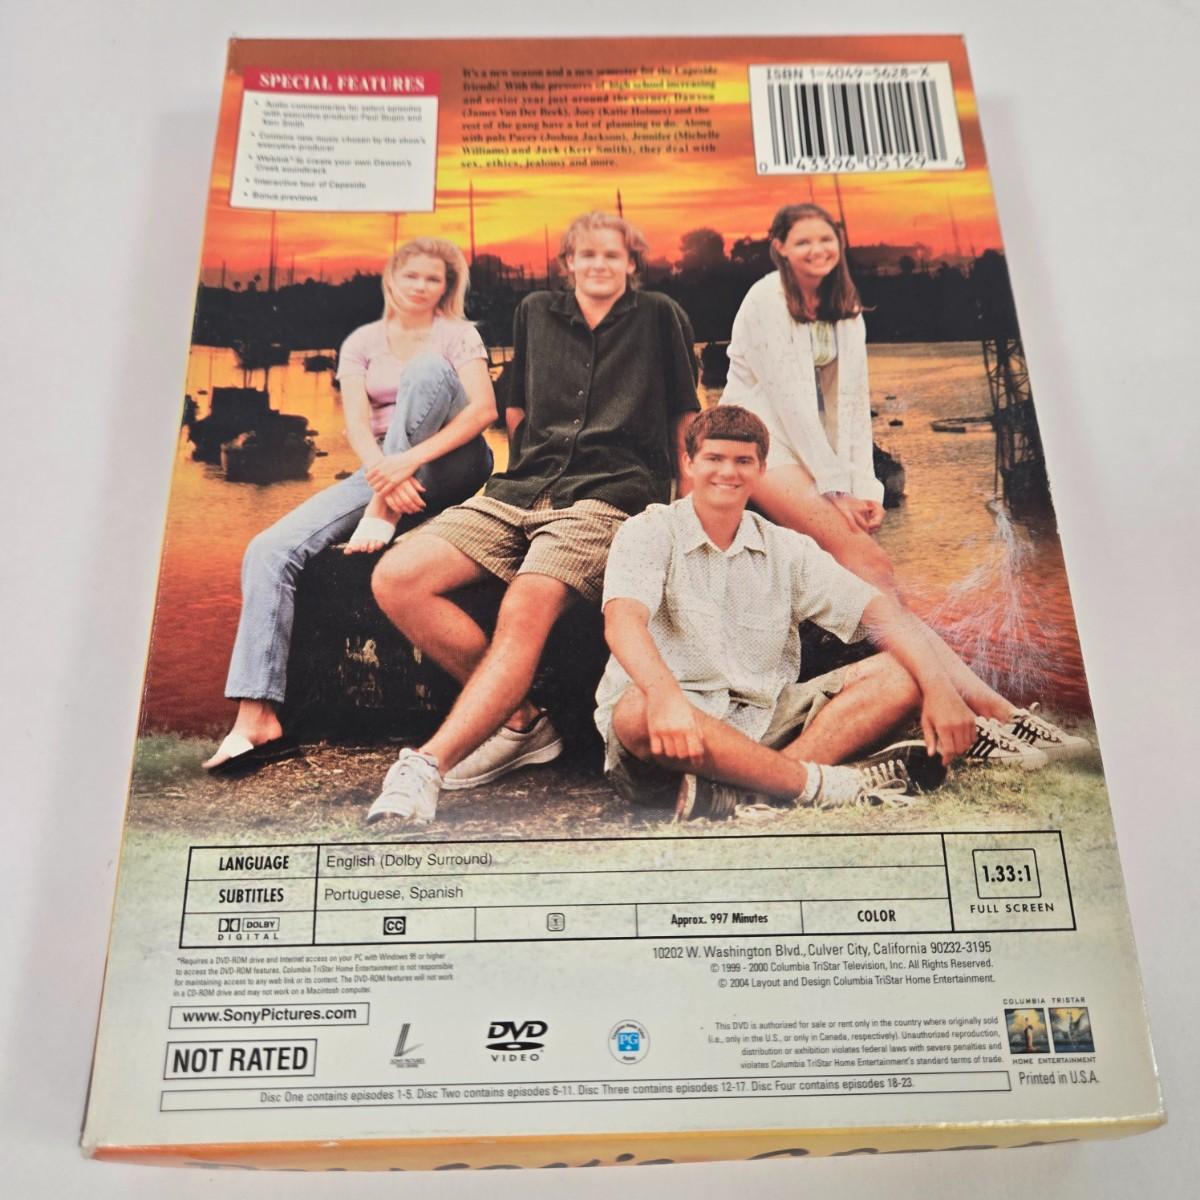 SPECIAL FEATURES
• Audio commentaries for select episodes
with executive producer Paul Stupin and
Kerr Smith
• Contains new music chosen by the show's
executive producer
• Weblink* to create your own Dawson's
Creek soundtrack
• Interactive tour of Capeside
• Bonus previews
It's a new season and a new semester for the Capeside
friends! With the pressures of high school increasing
and senior year just around the corner, Dawson
(James Van Der Beek), Joey (Katie Holmes) and the
rest of the gang have a lot of planning to do. Along
with pals Pacey (Joshua Jackson), Jennifer (Michelle
Williams) and Jack (Kerr Smith), they deal with
sex, ethics, jealousy and more.
ISBN 1-4049-5628-X
0 43396 05129 4
LANGUAGE English (Dolby Surround)
SUBTITLES Portuguese, Spanish
DOLBY
DIGITAL
CC
1
Approx. 997 Minutes
COLOR
1.33:1
FULL SCREEN
*Requires a DVD-ROM drive and Internet access on your PC with Windows 95 or higher
to access the DVD-ROM features. Columbia TriStar Home Entertainment is not responsible
for maintaining access to any web link or its content. The DVD-ROM features will not work
in a CD-ROM drive and may not work on a Macintosh computer.
10202 W. Washington Blvd., Culver City, California 90232-3195
© 1999 - 2000 Columbia TriStar Television, Inc. All Rights Reserved.
© 2004 Layout and Design Columbia TriStar Home Entertainment.
www.SonyPictures.com
NOT RATED
SONY PICTURES
DVD
VIDEO
PG
This DVD is authorized for sale or rent only in the country where originally sold
(i.e., only in the U.S., or only in Canada, respectively). Unauthorized reproduction,
distribution or exhibition violates federal laws with severe penalties and
violates Columbia TriStar Home Entertainment's standard terms of trade.
COLUMBIA TRISTAR
HOME ENTERTAINMENT
Printed in U.S.A.
Disc One contains episodes 1-5. Disc Two contains episodes 6-11. Disc Three contains episodes 12-17. Disc Four contains episodes 18-23.